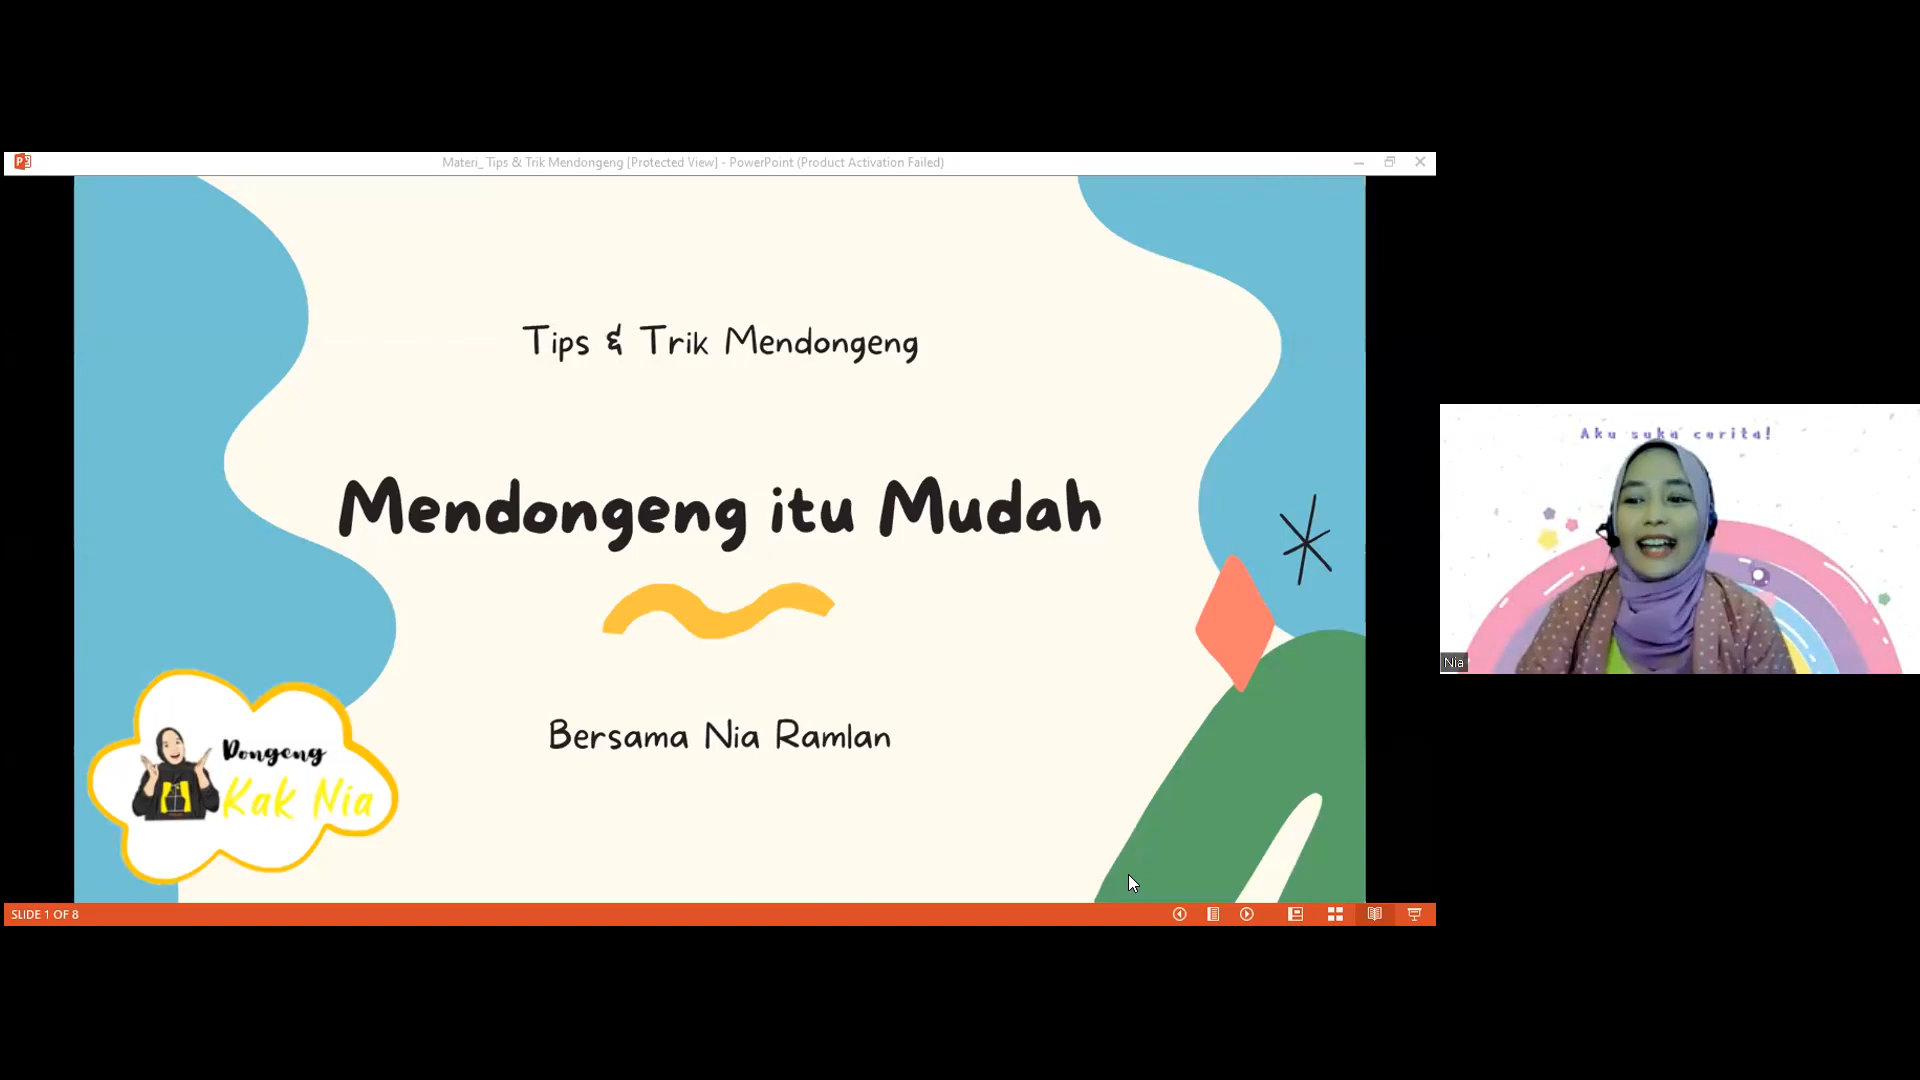 Materi_ Tips & Trik Mendongeng [Protected View] - PowerPoint (Product Activation Failed)
Tips & Trik Mendongeng
Mendongeng itu Mudah
Bersama Nia Ramlan
Dongeng
Kak Nia
SLIDE 1 OF 8
Aku suka cerita!
Nia